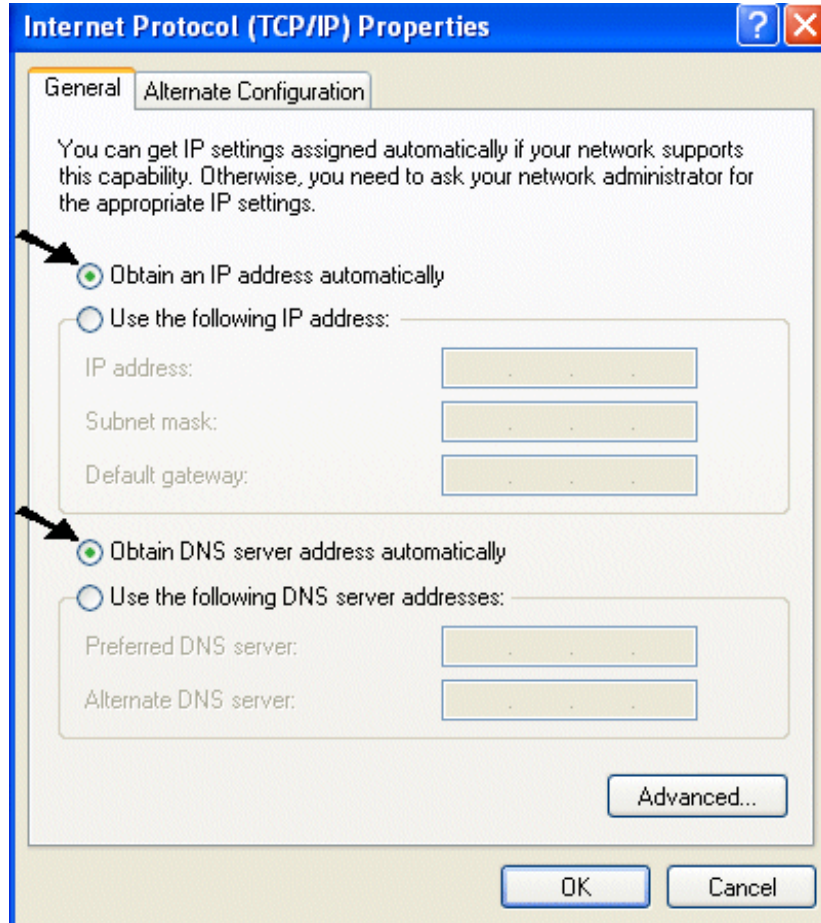 Internet Protocol (TCP/IP) Properties
General
Alternate Configuration
You can get IP settings assigned automatically if your network supports
this capability. Otherwise, you need to ask your network administrator for
the appropriate IP settings.
Obtain an IP address automatically
Use the following IP address:
IP address:
Subnet mask:
Default gateway:
Obtain DNS server address automatically
Use the following DNS server addresses:
Preferred DNS server:
Alternate DNS server:
Advanced...
OK
Cancel